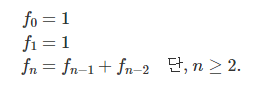 f₀ = 1
f₁ = 1
fₙ = fₙ₋₁ + fₙ₋₂ 단, n ≥ 2.